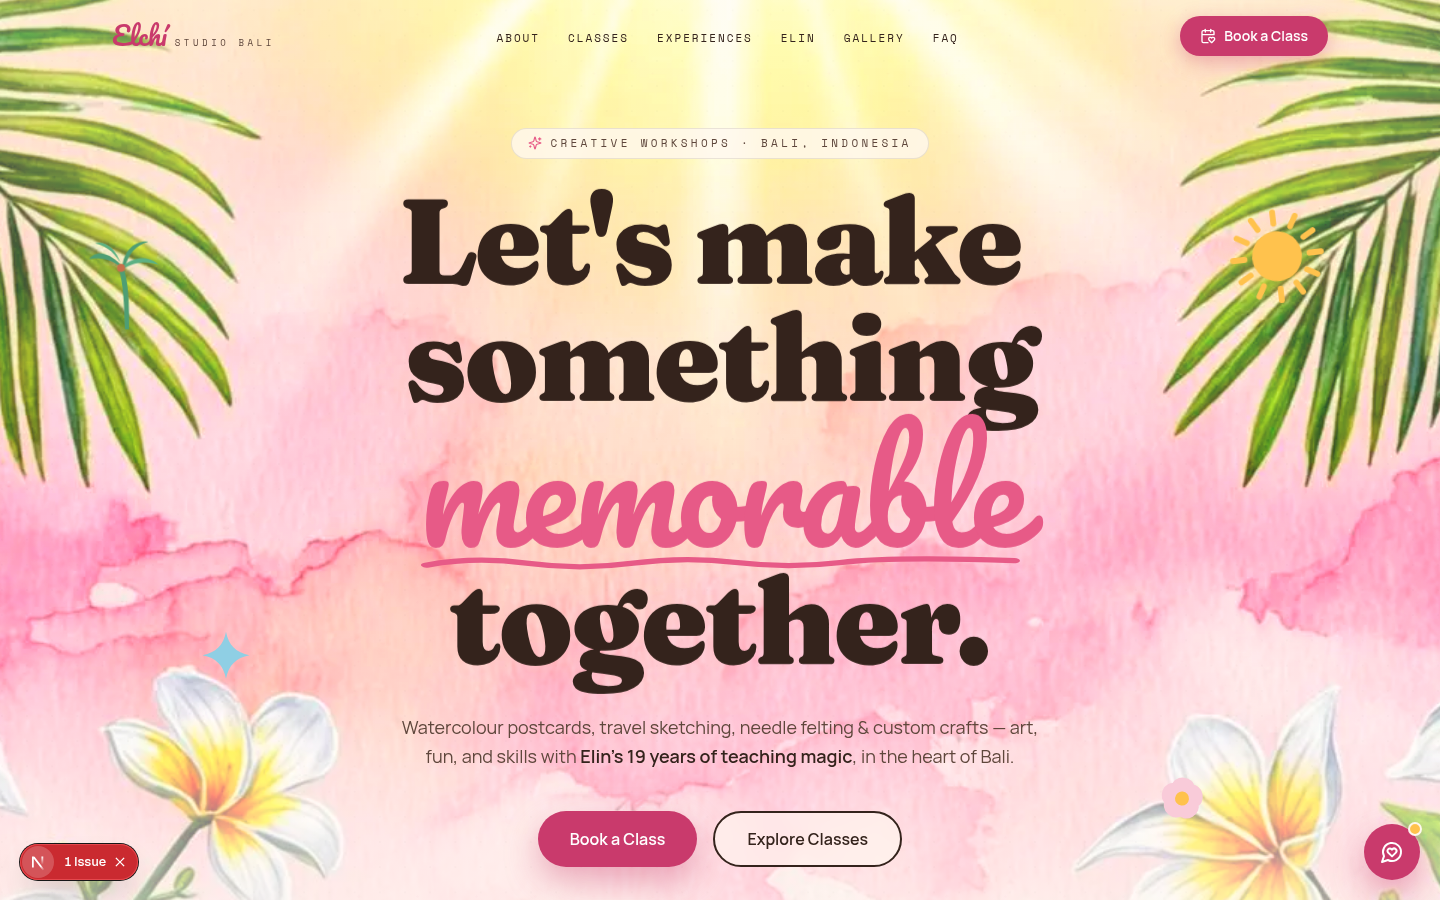 Elchi STUDIO BALI
ABOUT CLASSES EXPERIENCES ELIN GALLERY FAQ
Book a Class
CREATIVE WORKSHOPS · BALI, INDONESIA
Let's make
something
memorable
together.
Watercolour postcards, travel sketching, needle felting & custom crafts — art,
fun, and skills with Elin's 19 years of teaching magic, in the heart of Bali.
Book a Class
Explore Classes
N 1 Issue